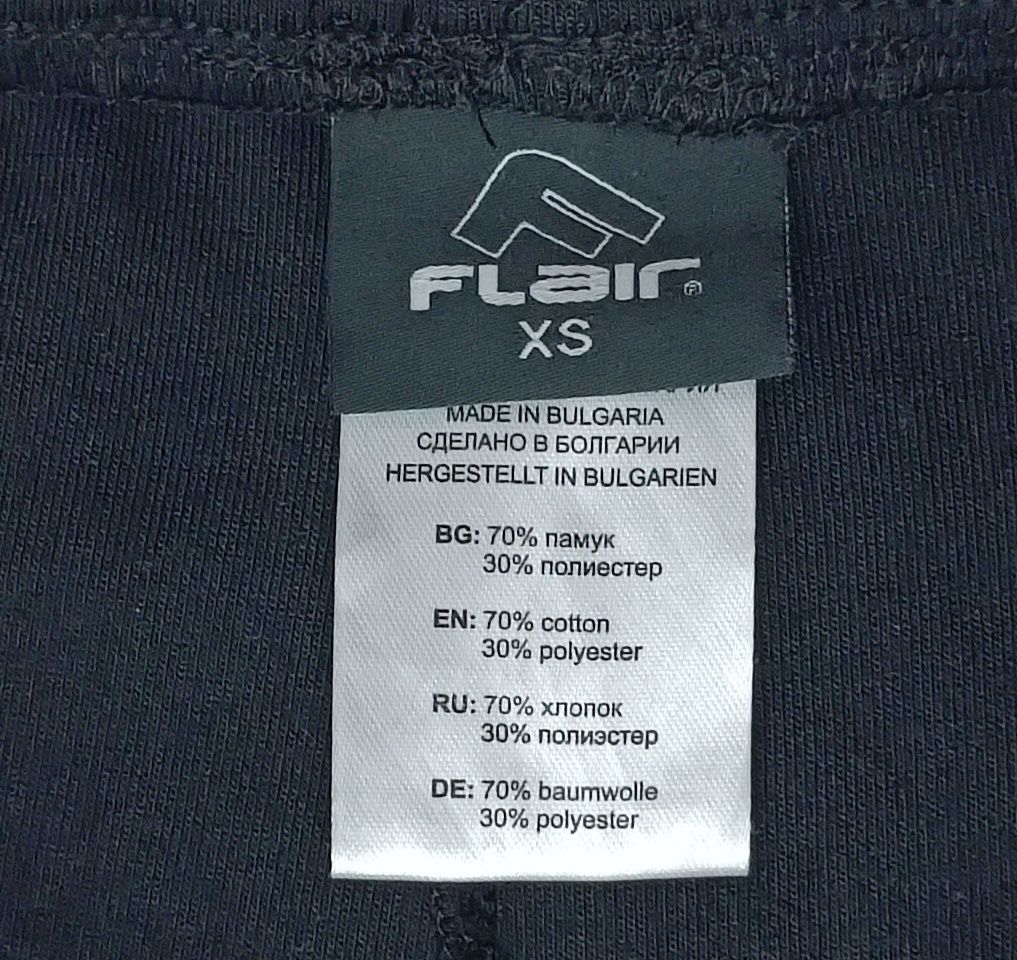 FLaIr ®
XS
MADE IN BULGARIA
СДЕЛАНО В БОЛГАРИИ
HERGESTELLT IN BULGARIEN
BG: 70% памук
30% полиестер
EN: 70% cotton
30% polyester
RU: 70% хлопок
30% полиэстер
DE: 70% baumwolle
30% polyester